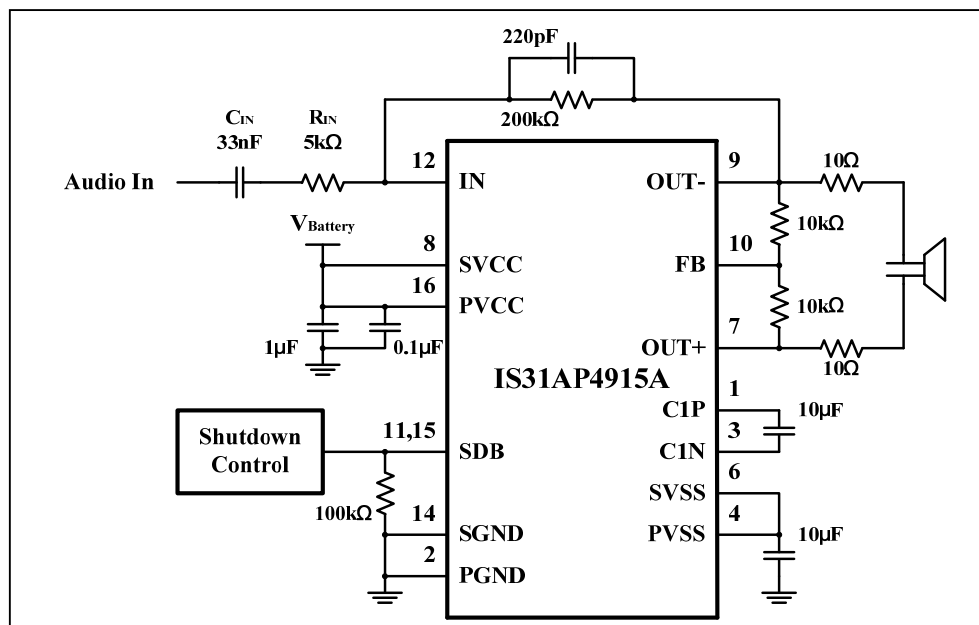 220pF
200kΩ
CIN
33nF
RIN
5kΩ
Audio In
12
IN
9
OUT-
10Ω
10kΩ
VBattery
8
SVCC
10
FB
16
PVCC
10kΩ
1µF
0.1µF
7
OUT+
10Ω
IS31AP4915A
1
C1P
10µF
3
C1N
Shutdown
Control
11,15
SDB
6
SVSS
100kΩ
14
SGND
4
PVSS
10µF
2
PGND